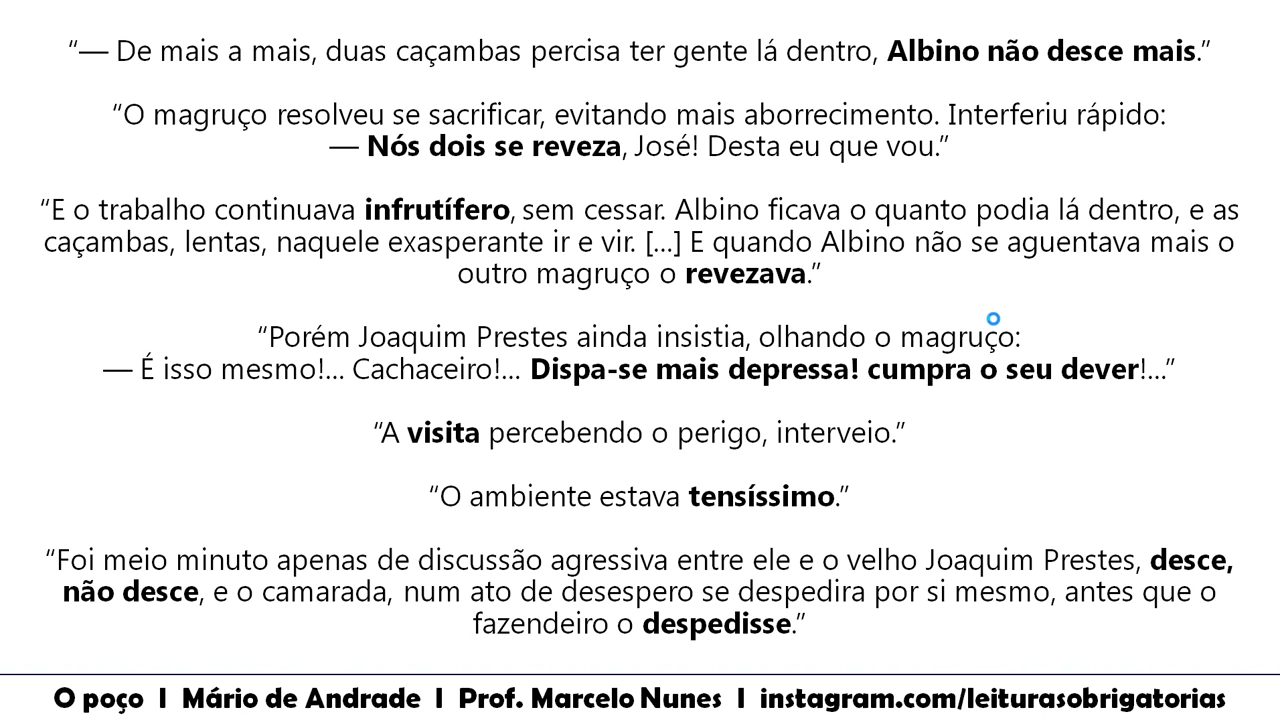 “— De mais a mais, duas caçambas percisa ter gente lá dentro, Albino não desce mais.”
“O magruço resolveu se sacrificar, evitando mais aborrecimento. Interferiu rápido:
— Nós dois se reveza, José! Desta eu que vou.”
“E o trabalho continuava infrutífero, sem cessar. Albino ficava o quanto podia lá dentro, e as
caçambas, lentas, naquele exasperante ir e vir. [...] E quando Albino não se aguentava mais o
outro magruço o revezava.”
“Porém Joaquim Prestes ainda insistia, olhando o magruço:
— É isso mesmo!... Cachaceiro!... Dispa-se mais depressa! cumpra o seu dever!...”
“A visita percebendo o perigo, interveio.”
“O ambiente estava tensíssimo.”
“Foi meio minuto apenas de discussão agressiva entre ele e o velho Joaquim Prestes, desce,
não desce, e o camarada, num ato de desespero se despedira por si mesmo, antes que o
fazendeiro o despedisse.”
O poço I Mário de Andrade I Prof. Marcelo Nunes I instagram.com/leiturasobrigatorias